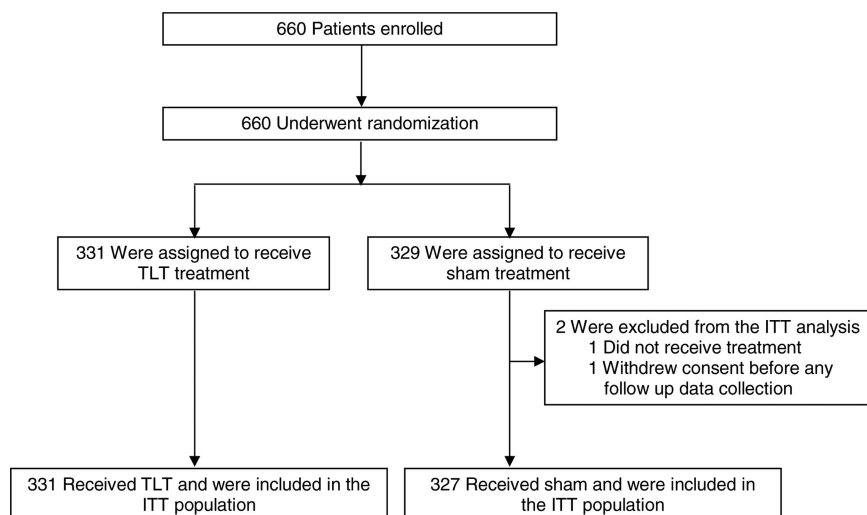 660 Patients enrolled
660 Underwent randomization
331 Were assigned to receive
TLT treatment
329 Were assigned to receive
sham treatment
2 Were excluded from the ITT analysis
1 Did not receive treatment
1 Withdrew consent before any
follow up data collection
331 Received TLT and were included in the
ITT population
327 Received sham and were included in
the ITT population